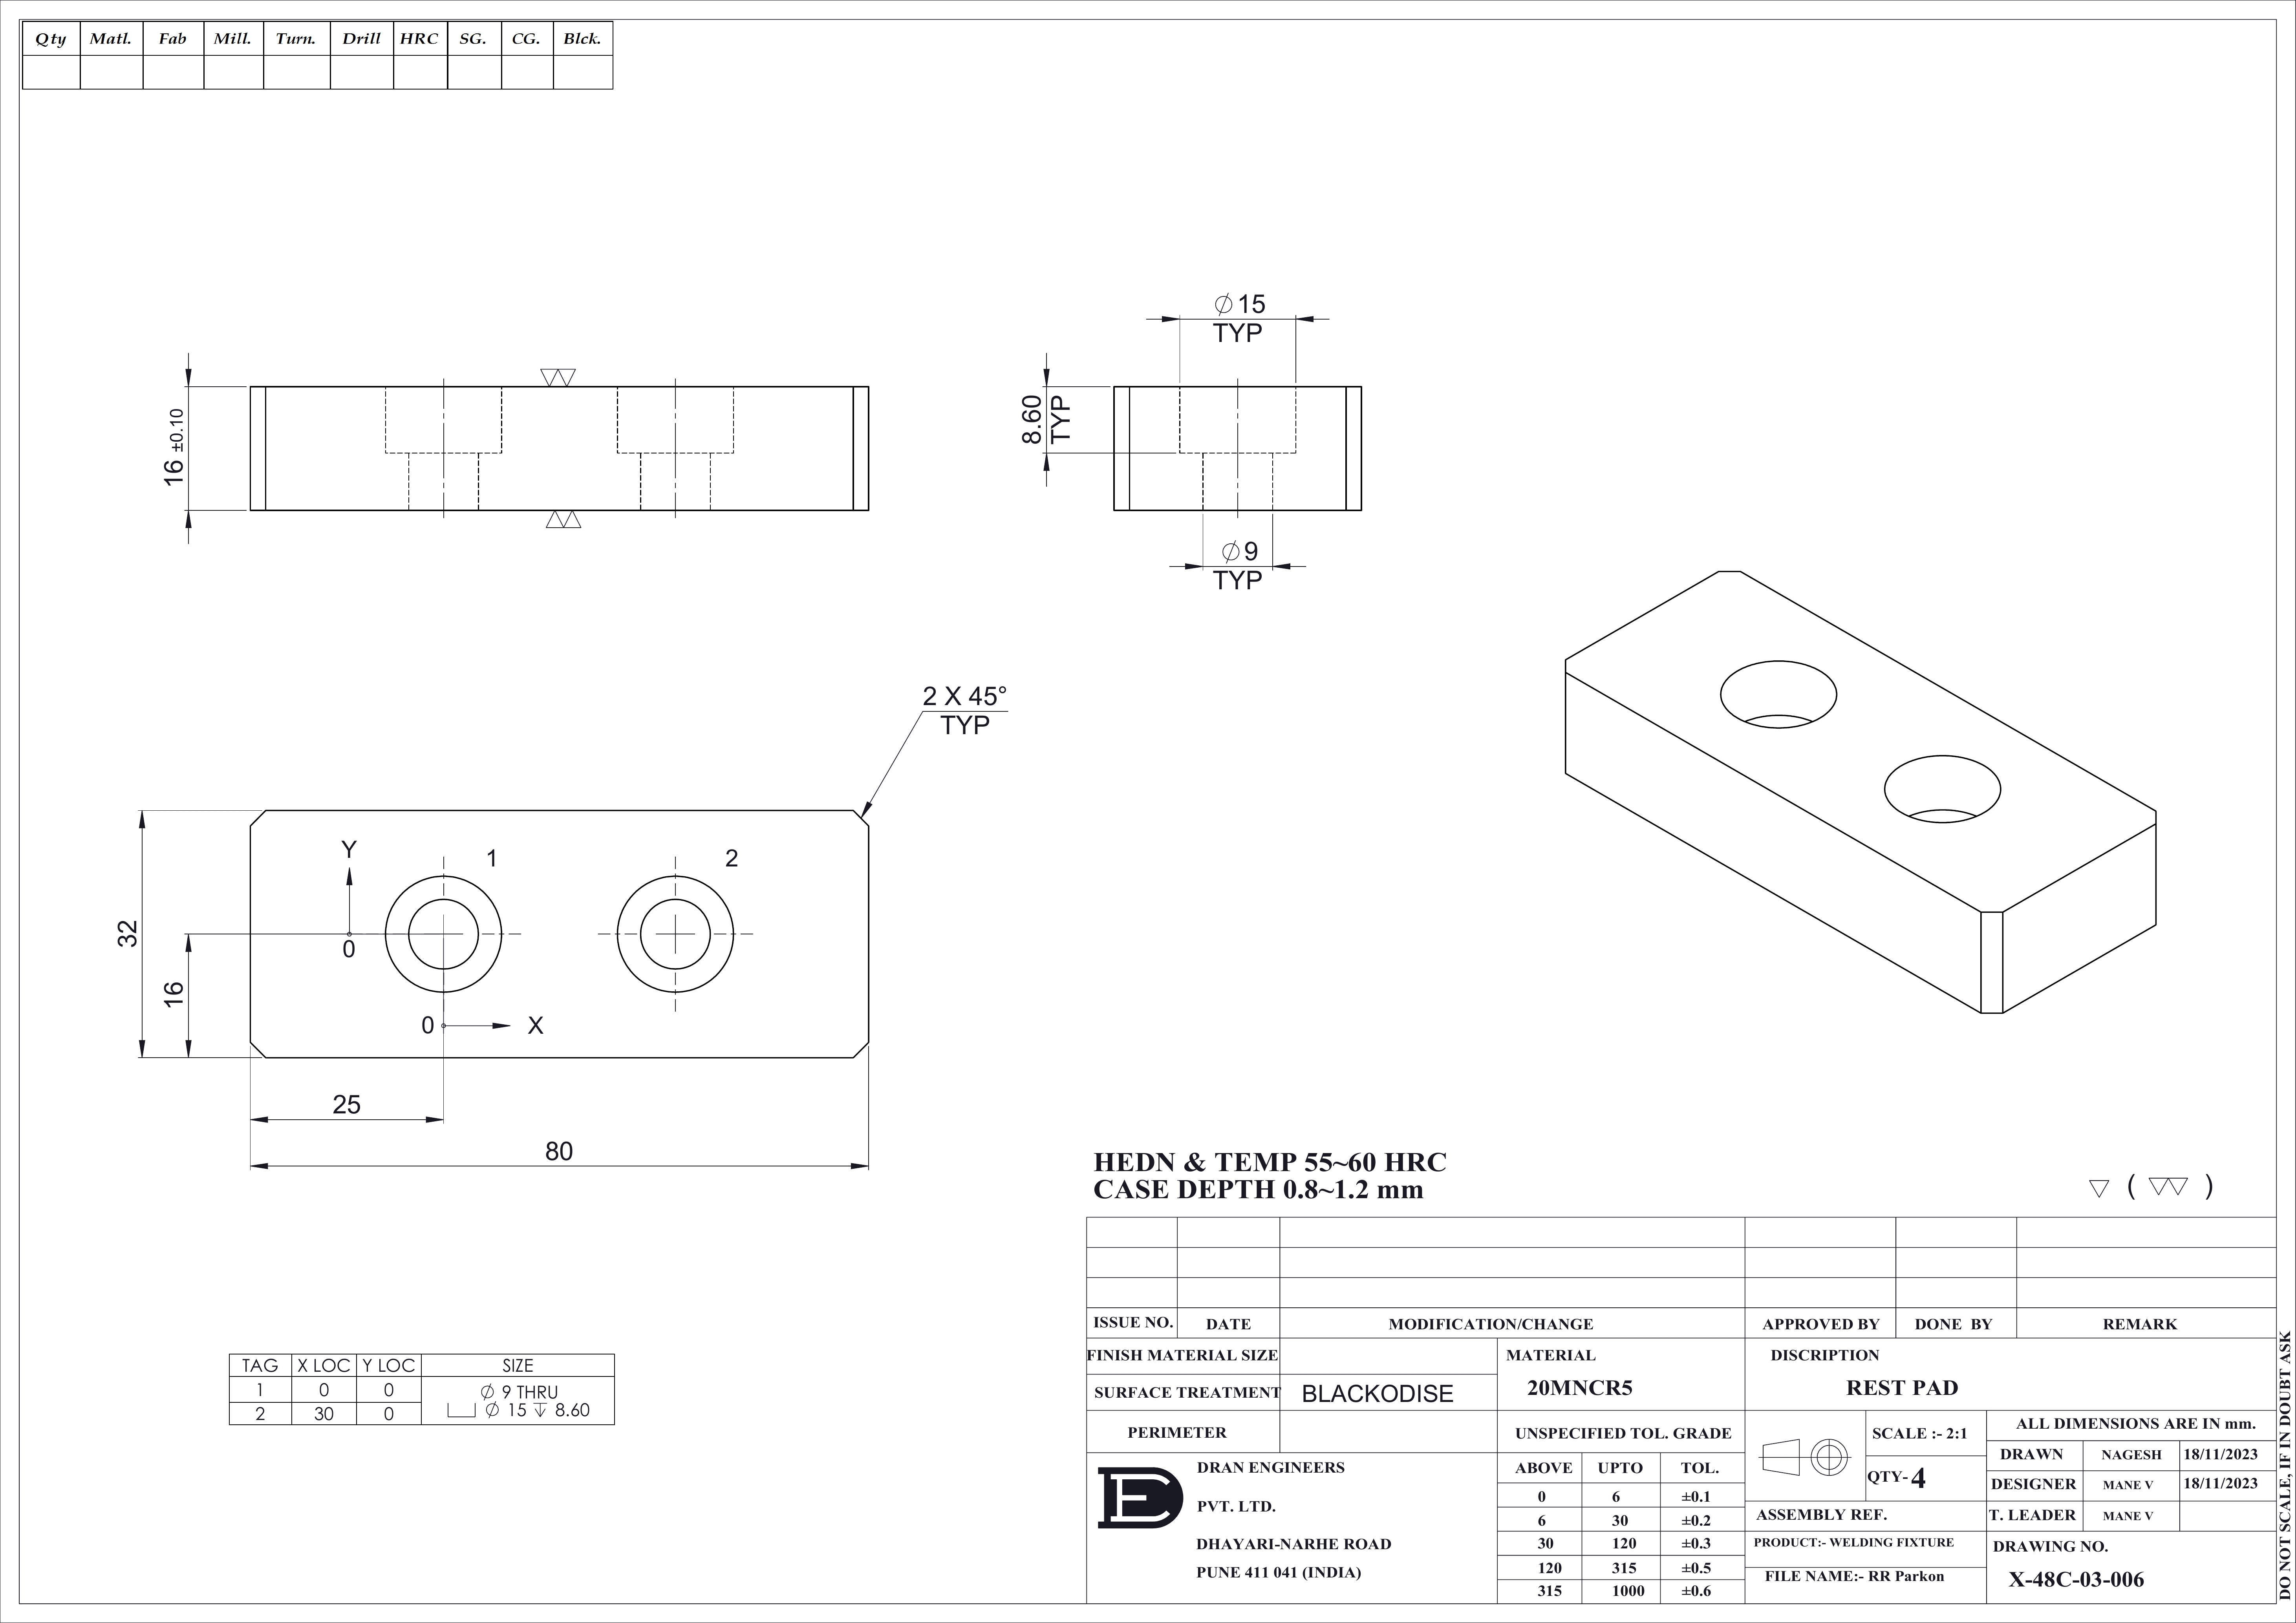 Qty Matl. Fab Mill. Turn. Drill HRC SG. CG. Blck.
⌀15
TYP
16 ±0.10
8.60
TYP
⌀9
TYP
2 X 45°
TYP
Y
1
2
32
0
16
0
X
25
80
HEDN & TEMP 55~60 HRC
CASE DEPTH 0.8~1.2 mm
( )
ISSUE NO. DATE MODIFICATION/CHANGE APPROVED BY DONE BY REMARK
TAG X LOC Y LOC SIZE
1 0 0 ⌀ 9 THRU
2 30 0 ⌴ ⌀ 15 ↧ 8.60
FINISH MATERIAL SIZE
SURFACE TREATMENT BLACKODISE
PERIMETER
MATERIAL
20MNCR5
DISCRIPTION
REST PAD
UNSPECIFIED TOL. GRADE
ABOVE UPTO TOL.
0 6 ±0.1
6 30 ±0.2
30 120 ±0.3
120 315 ±0.5
315 1000 ±0.6
DE
DRAN ENGINEERS
PVT. LTD.
DHAYARI-NARHE ROAD
PUNE 411 041 (INDIA)
SCALE :- 2:1
QTY- 4
ALL DIMENSIONS ARE IN mm.
DRAWN NAGESH 18/11/2023
DESIGNER MANE V 18/11/2023
T. LEADER MANE V
ASSEMBLY REF.
PRODUCT:- WELDING FIXTURE
FILE NAME:- RR Parkon
DRAWING NO.
X-48C-03-006
DO NOT SCALE, IF IN DOUBT ASK